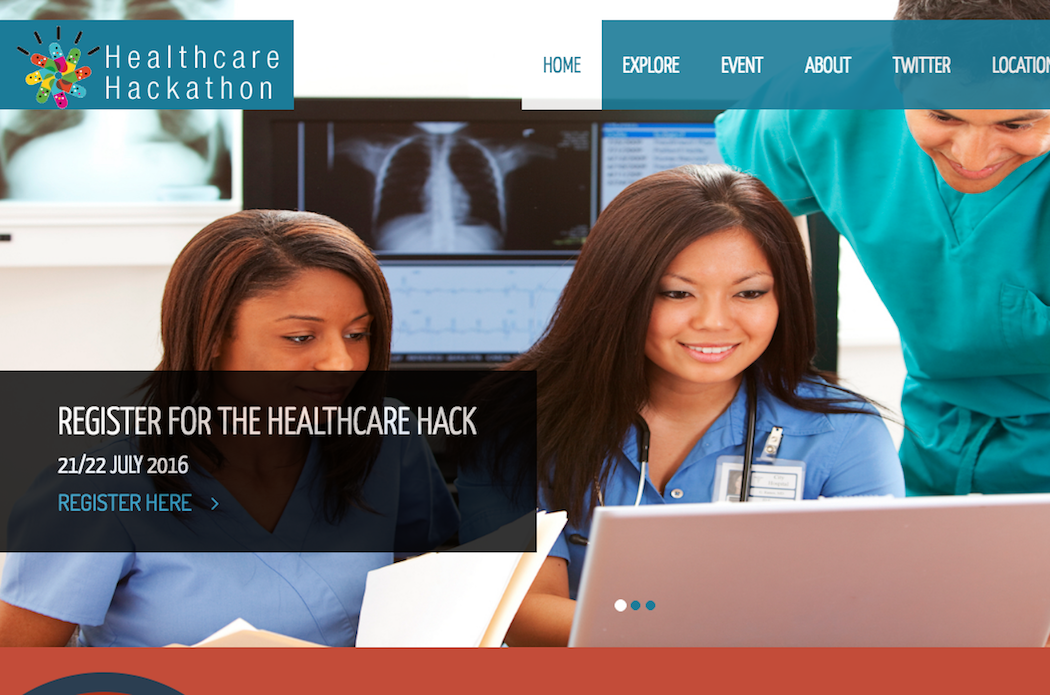 Healthcare
Hackathon
HOME EXPLORE EVENT ABOUT TWITTER LOCATION
REGISTER FOR THE HEALTHCARE HACK
21/22 JULY 2016
REGISTER HERE >